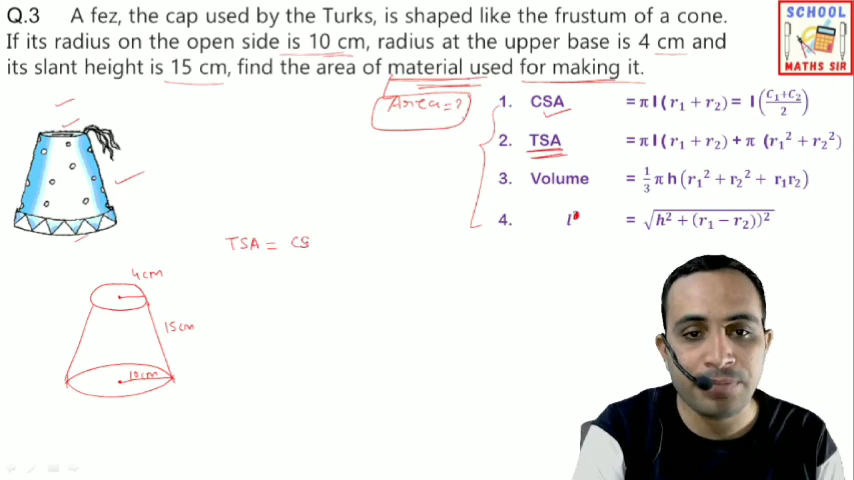 Q.3 A fez, the cap used by the Turks, is shaped like the frustum of a cone.
If its radius on the open side is 10 cm, radius at the upper base is 4 cm and
its slant height is 15 cm, find the area of material used for making it.
SCHOOL
MATHS SIR
Area = ?
1. CSA = π l ( r₁ + r₂) = l (C₁+C₂/2)
2. TSA = π l ( r₁ + r₂) + π (r₁² + r₂²)
3. Volume = 1/3 π h (r₁² + r₂² + r₁r₂)
4. l = √h² + (r₁ − r₂))²
TSA = CS
4cm
15cm
10cm